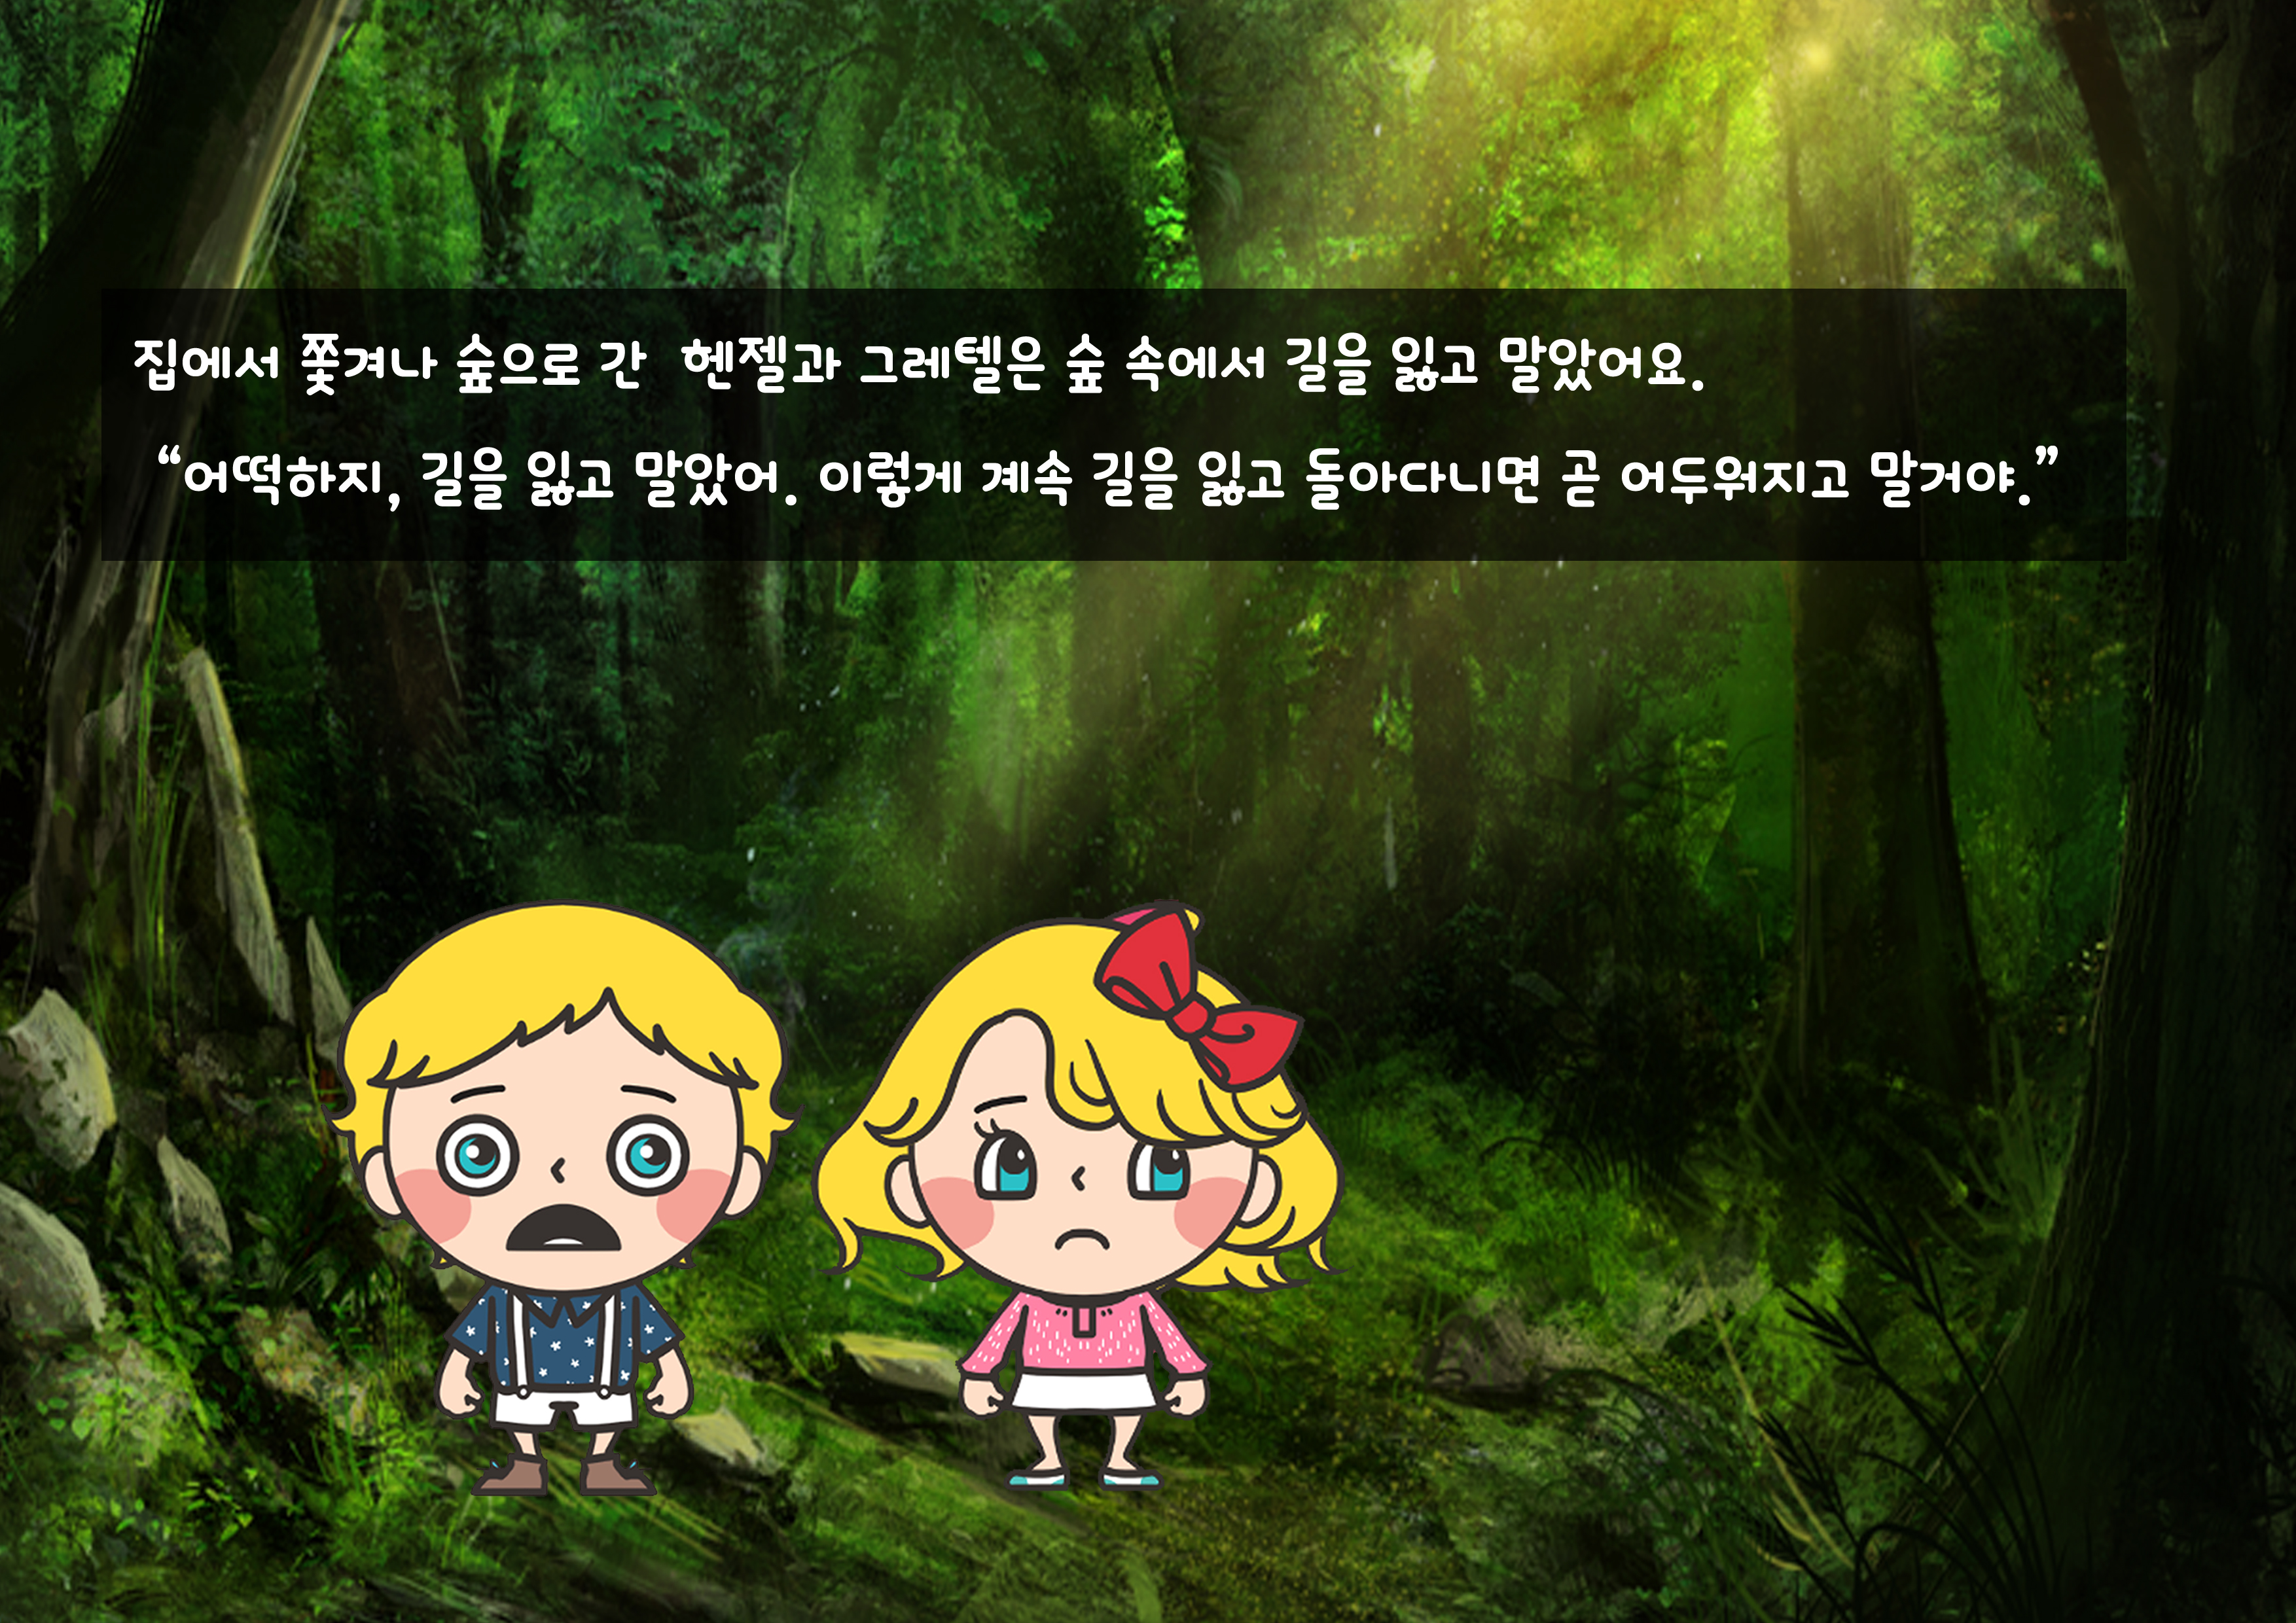 집에서 쫓겨나 숲으로 간  헨젤과 그레텔은 숲 속에서 길을 잃고 말았어요.
“어떡하지, 길을 잃고 말았어. 이렇게 계속 길을 잃고 돌아다니면 곧 어두워지고 말거야.”